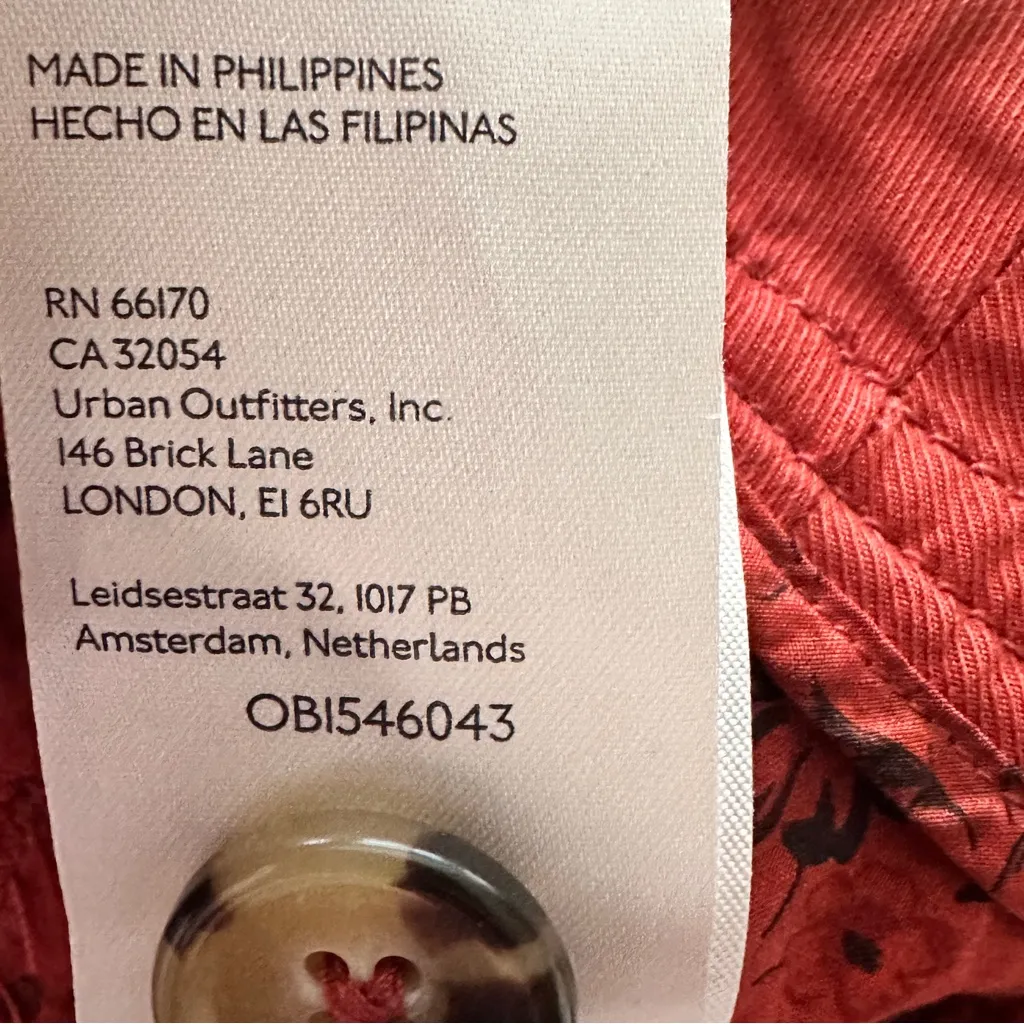 MADE IN PHILIPPINES
HECHO EN LAS FILIPINAS
RN 66170
CA 32054
Urban Outfitters, Inc.
146 Brick Lane
LONDON, E1 6RU
Leidsestraat 32, 1017 PB
Amsterdam, Netherlands
OB1546043